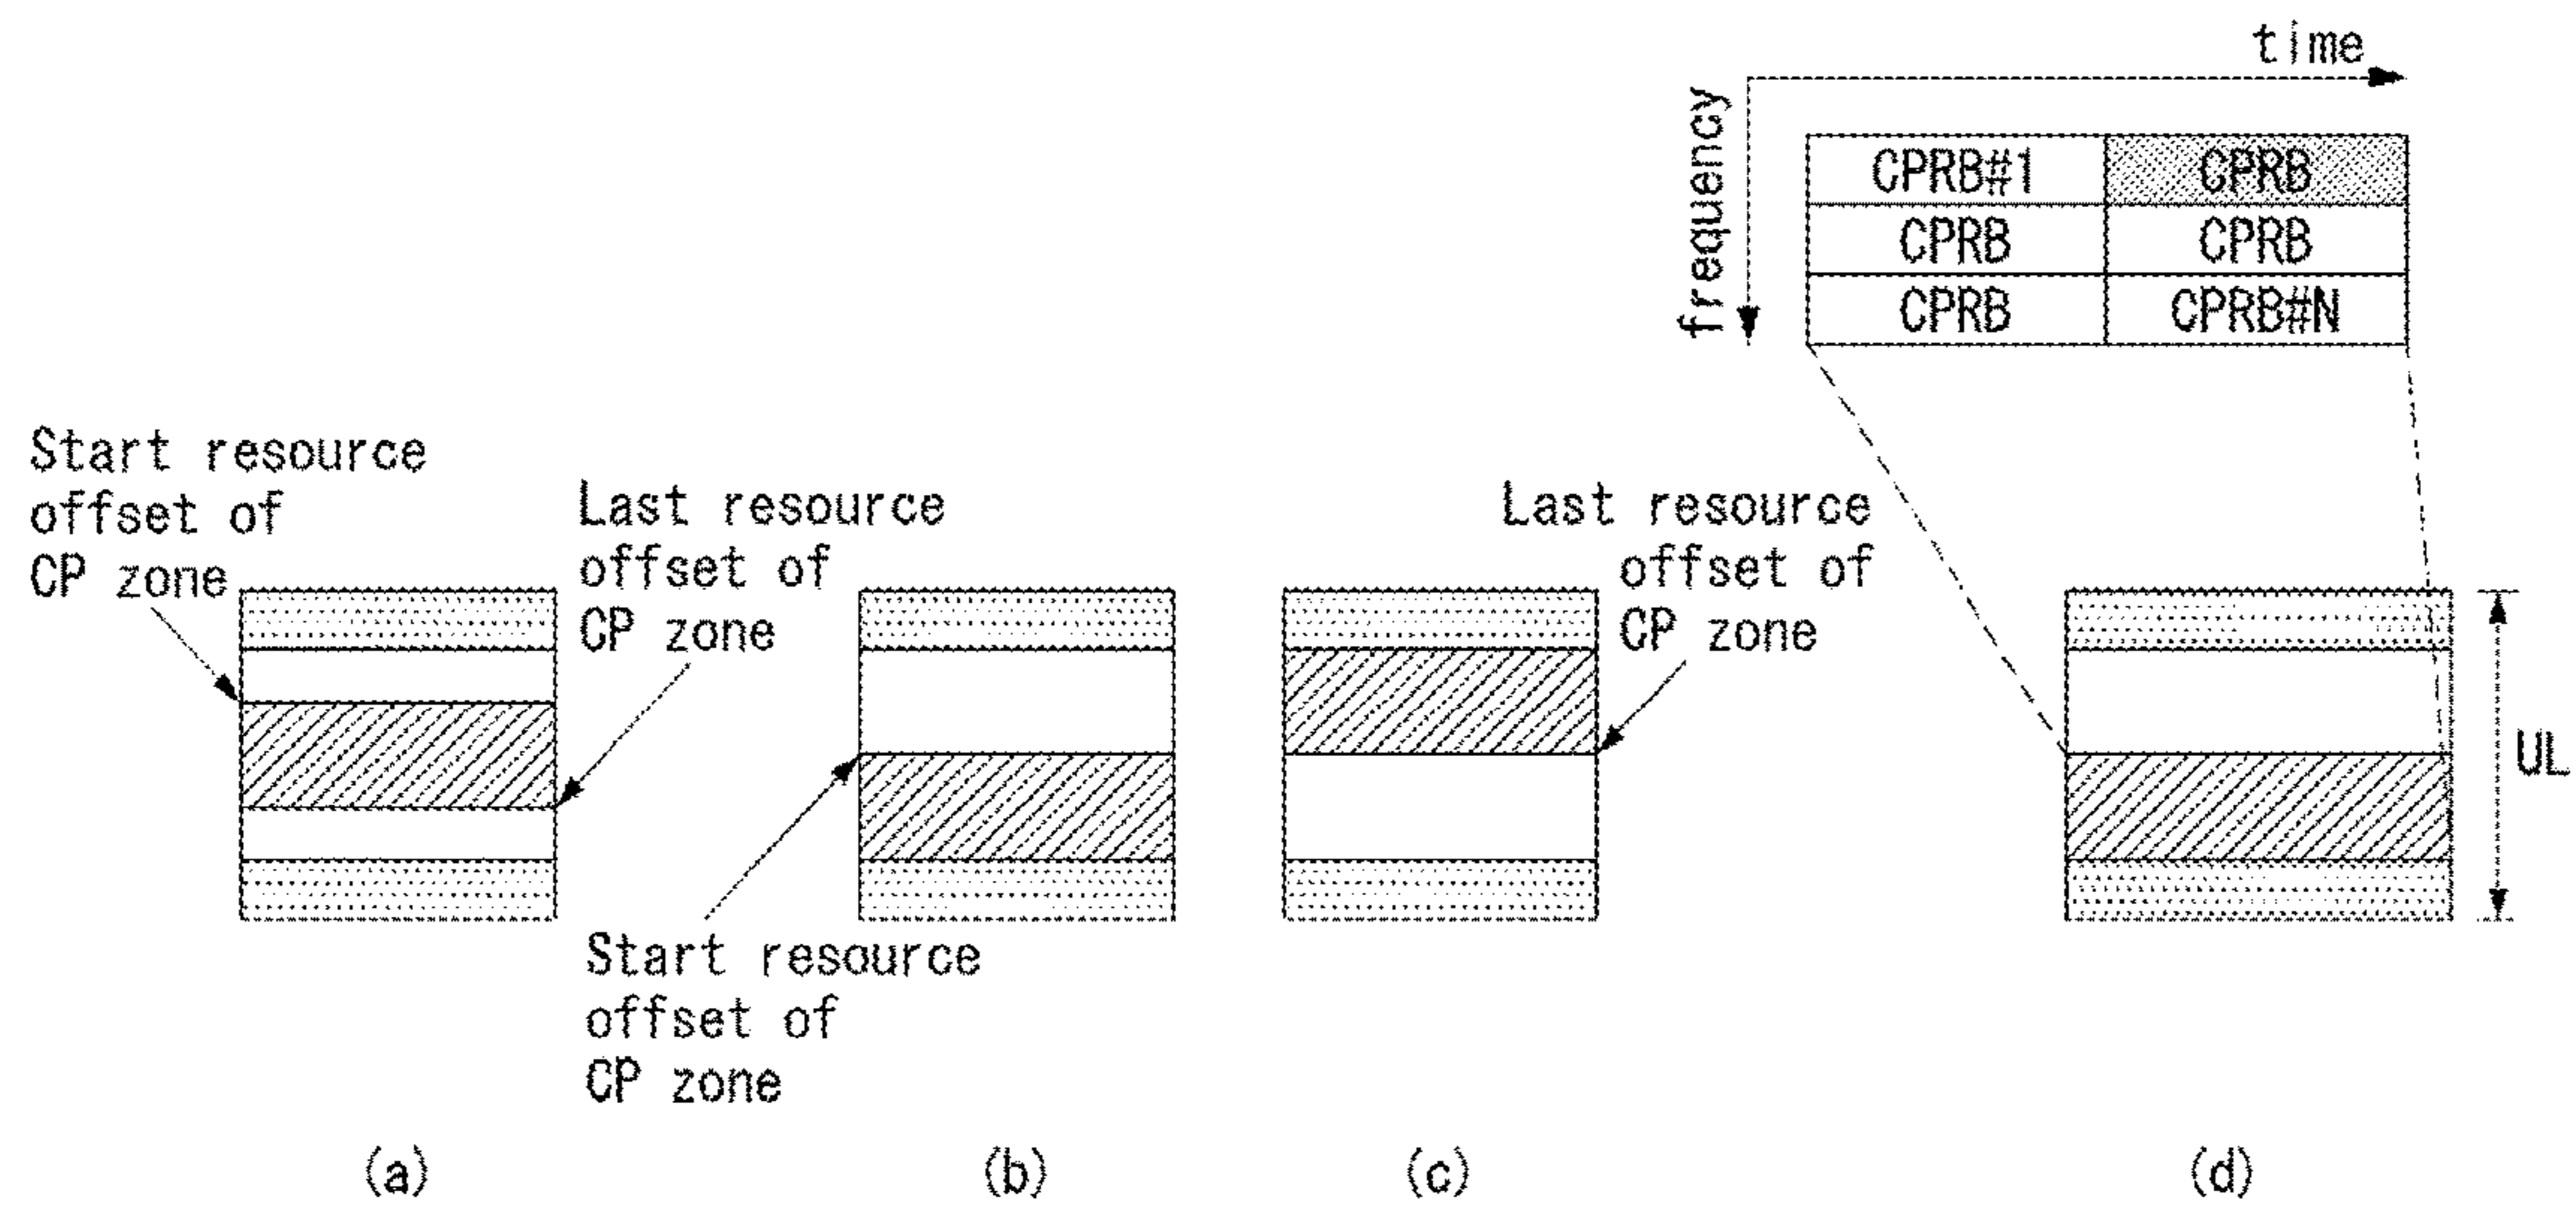 time
frequency
CPRB#1 CPRB
CPRB CPRB
CPRB CPRB#N
Start resource
offset of
CP zone
Last resource
offset of
CP zone
Last resource
offset of
CP zone
UL
Start resource
offset of
CP zone
(a) (b) (c) (d)